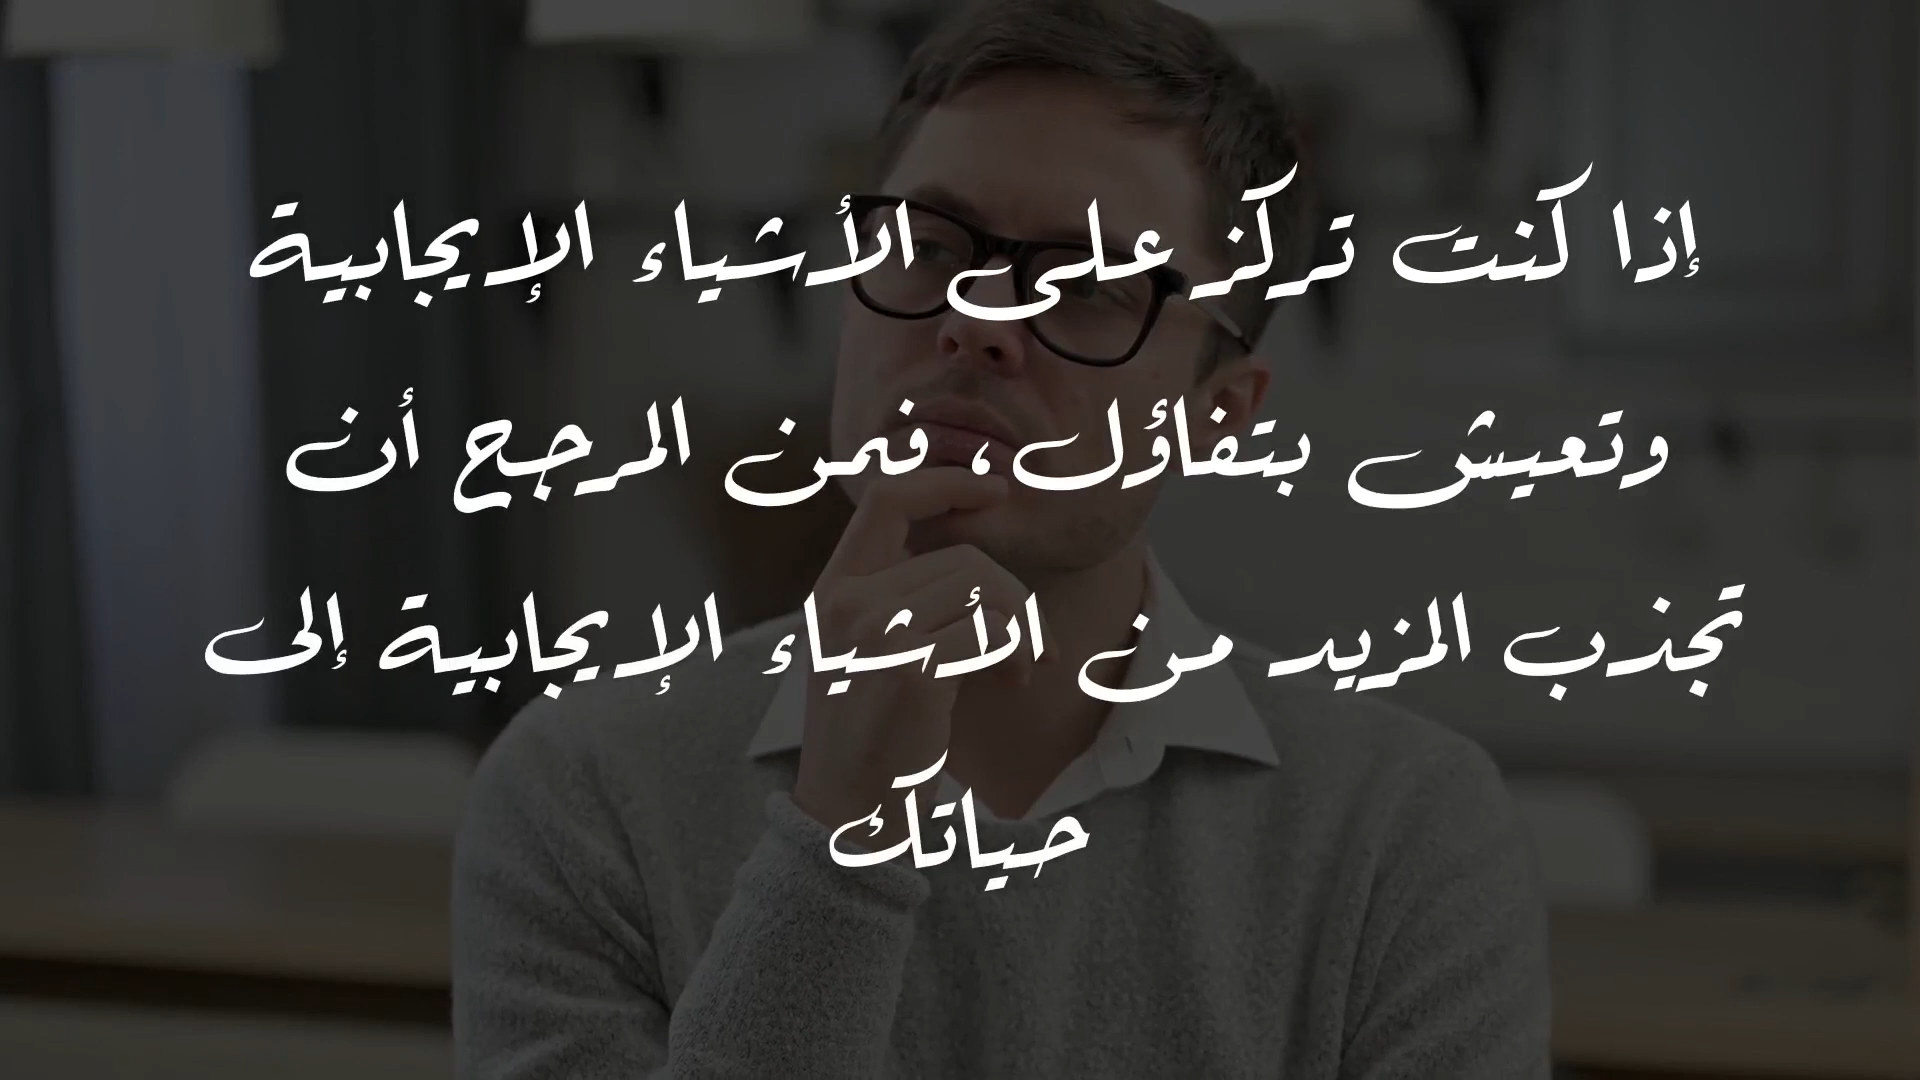 إذا كنت تركز على الأشياء الإيجابية
وتعيش بتفاؤل، فمن المرجح أن
تجذب المزيد من الأشياء الإيجابية إلى
حياتك